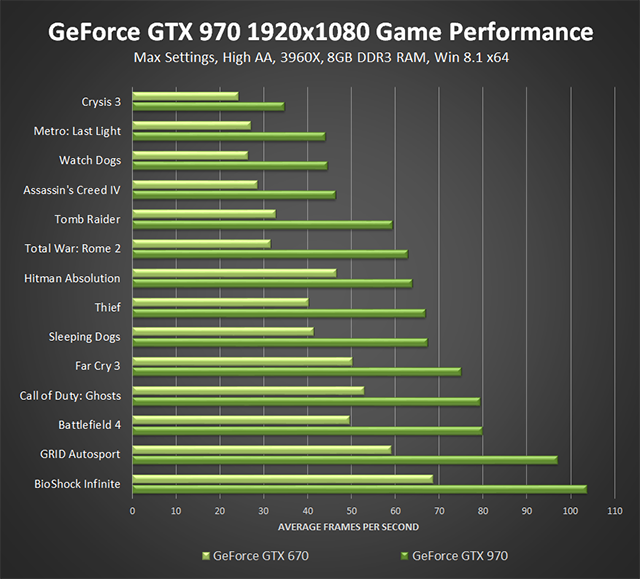 GeForce GTX 970 1920x1080 Game Performance
Max Settings, High AA, 3960X, 8GB DDR3 RAM, Win 8.1 x64
Crysis 3
Metro: Last Light
Watch Dogs
Assassin's Creed IV
Tomb Raider
Total War: Rome 2
Hitman Absolution
Thief
Sleeping Dogs
Far Cry 3
Call of Duty: Ghosts
Battlefield 4
GRID Autosport
BioShock Infinite
0 10 20 30 40 50 60 70 80 90 100 110
AVERAGE FRAMES PER SECOND
GeForce GTX 670 GeForce GTX 970